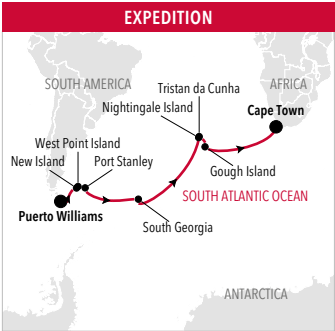 EXPEDITION
SOUTH AMERICA
Tristan da Cunha
AFRICA
Nightingale Island
Cape Town
West Point Island
New Island
Port Stanley
Gough Island
SOUTH ATLANTIC OCEAN
Puerto Williams
South Georgia
ANTARCTICA